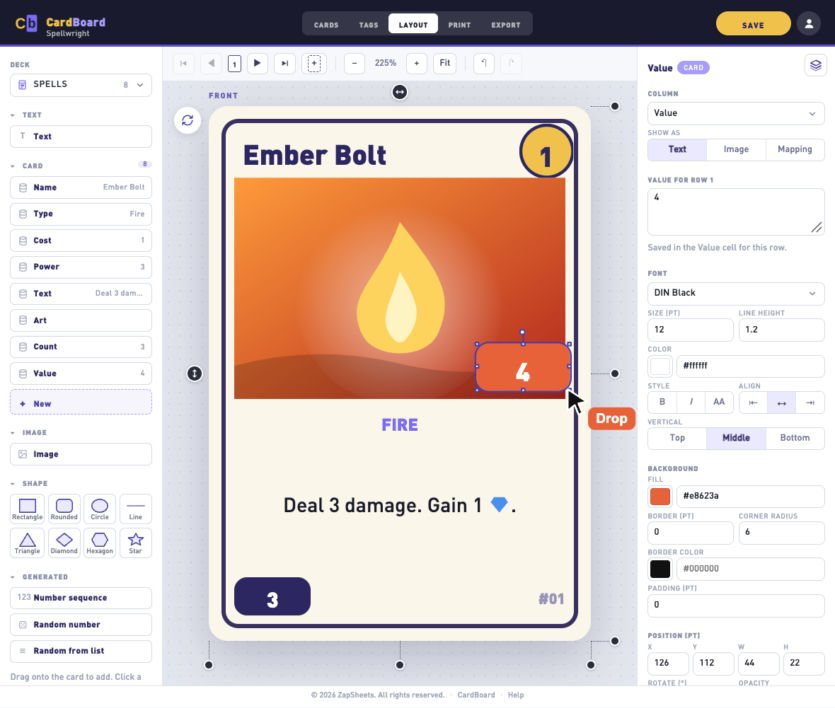 Cb CardBoard
Spellwright
CARDS TAGS LAYOUT PRINT EXPORT
SAVE
DECK
SPELLS 8
TEXT
T Text
CARD 8
Name Ember Bolt
Type Fire
Cost 1
Power 3
Text Deal 3 dam...
Art
Count 3
Value 4
+ New
IMAGE
Image
SHAPE
Rectangle Rounded Circle Line
Triangle Diamond Hexagon Star
GENERATED
123 Number sequence
Random number
Random from list
Drag onto the card to add. Click a
1
− 225% + Fit
FRONT
Ember Bolt
1
4
Drop
FIRE
Deal 3 damage. Gain 1 .
3
#01
Value CARD
COLUMN
Value
SHOW AS
Text Image Mapping
VALUE FOR ROW 1
4
Saved in the Value cell for this row.
FONT
DIN Black
SIZE (PT) LINE HEIGHT
12 1.2
COLOR
#ffffff
STYLE ALIGN
B I AA
VERTICAL
Top Middle Bottom
BACKGROUND
FILL
#e8623a
BORDER (PT) CORNER RADIUS
0 6
BORDER COLOR
#000000
PADDING (PT)
0
POSITION (PT)
X Y W H
126 112 44 22
ROTATE (°) OPACITY
© 2026 ZapSheets. All rights reserved. · CardBoard · Help